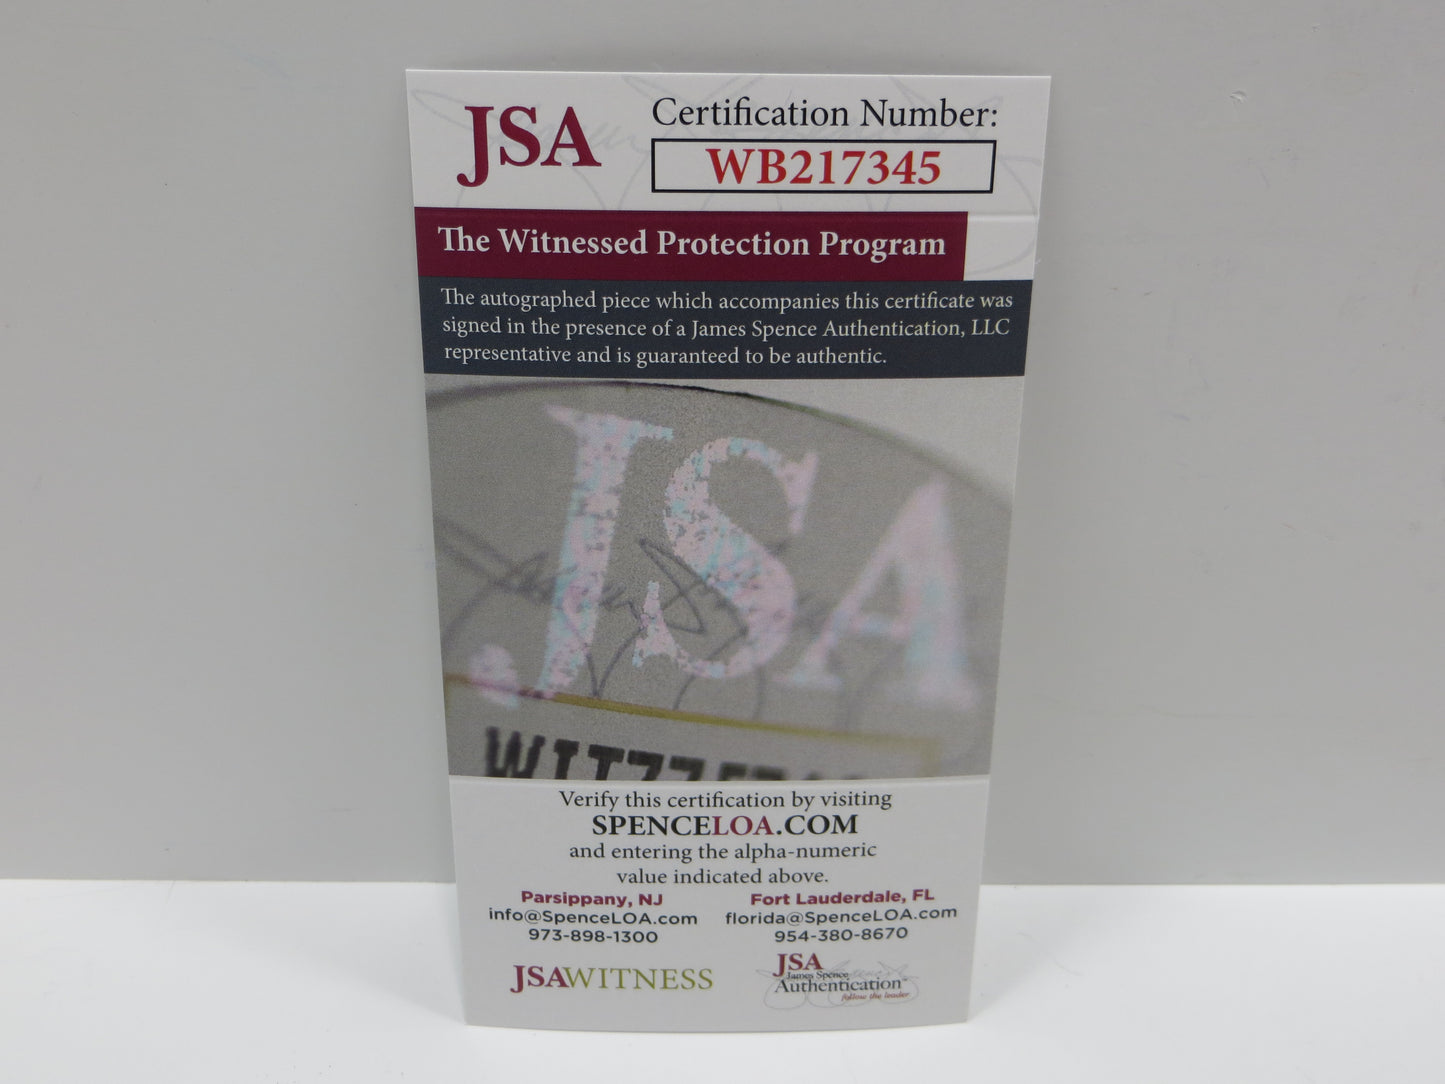 JSA
Certification Number:
WB217345
The Witnessed Protection Program
The autographed piece which accompanies this certificate was
signed in the presence of a James Spence Authentication, LLC
representative and is guaranteed to be authentic.
JSA
Verify this certification by visiting
SPENCELOA.COM
and entering the alpha-numeric
value indicated above.
Parsippany, NJ
info@SpenceLOA.com
973-898-1300
Fort Lauderdale, FL
florida@SpenceLOA.com
954-380-8670
JSAWITNESS
JSA
James Spence
Authentication
follow the leader